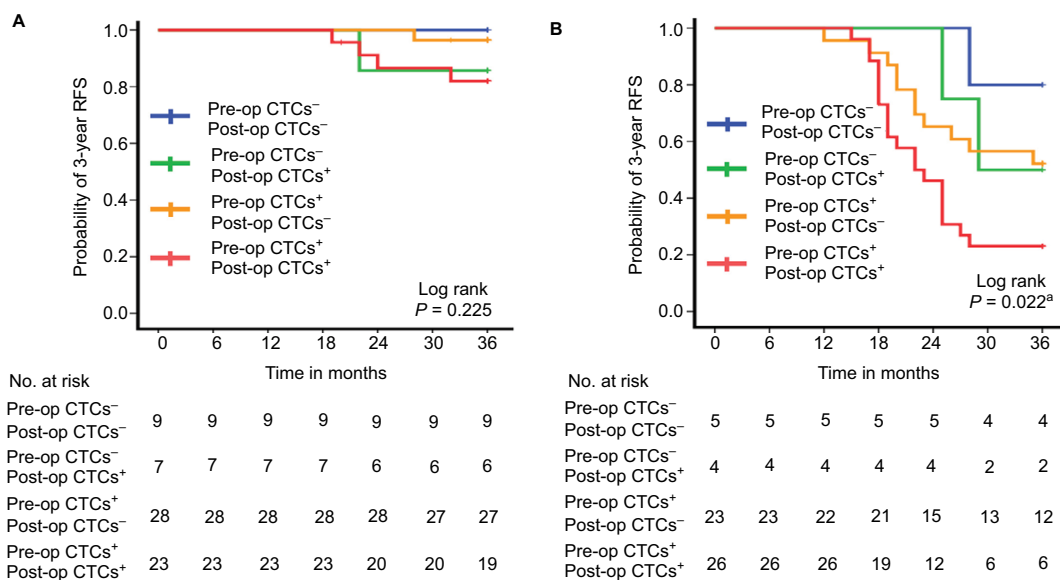 A
Probability of 3-year RFS
1.0
0.8
0.6
0.4
0.2
0.0
Pre-op CTCs⁻
Post-op CTCs⁻
Pre-op CTCs⁻
Post-op CTCs⁺
Pre-op CTCs⁺
Post-op CTCs⁻
Pre-op CTCs⁺
Post-op CTCs⁺
Log rank
P = 0.225
0 6 12 18 24 30 36
Time in months
No. at risk
Pre-op CTCs⁻
Post-op CTCs⁻ 9 9 9 9 9 9 9
Pre-op CTCs⁻
Post-op CTCs⁺ 7 7 7 7 6 6 6
Pre-op CTCs⁺
Post-op CTCs⁻ 28 28 28 28 28 27 27
Pre-op CTCs⁺
Post-op CTCs⁺ 23 23 23 23 20 20 19
B
Probability of 3-year RFS
1.0
0.8
0.6
0.4
0.2
0.0
Pre-op CTCs⁻
Post-op CTCs⁻
Pre-op CTCs⁻
Post-op CTCs⁺
Pre-op CTCs⁺
Post-op CTCs⁻
Pre-op CTCs⁺
Post-op CTCs⁺
Log rank
P = 0.022ᵃ
0 6 12 18 24 30 36
Time in months
No. at risk
Pre-op CTCs⁻
Post-op CTCs⁻ 5 5 5 5 5 4 4
Pre-op CTCs⁻
Post-op CTCs⁺ 4 4 4 4 4 2 2
Pre-op CTCs⁺
Post-op CTCs⁻ 23 23 22 21 15 13 12
Pre-op CTCs⁺
Post-op CTCs⁺ 26 26 26 19 12 6 6